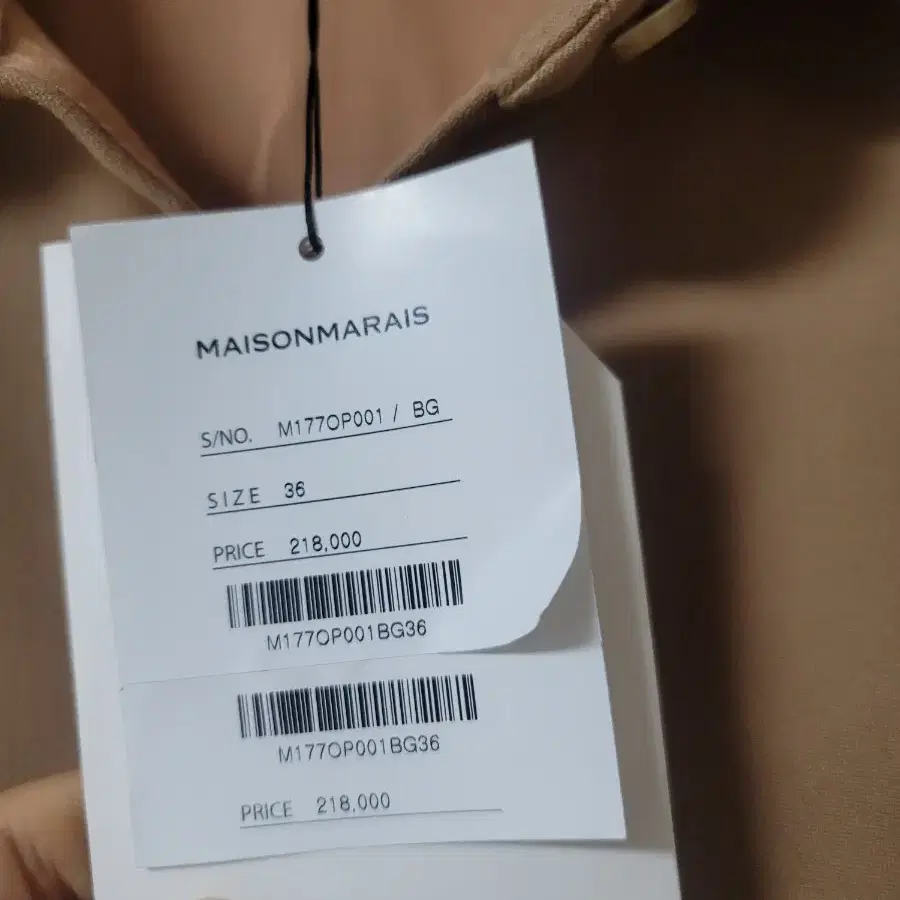 MAISONMARAIS
S/NO. M177OP001 / BG
SIZE 36
PRICE 218,000
M177OP001BG36
M177OP001BG36
PRICE 218,000